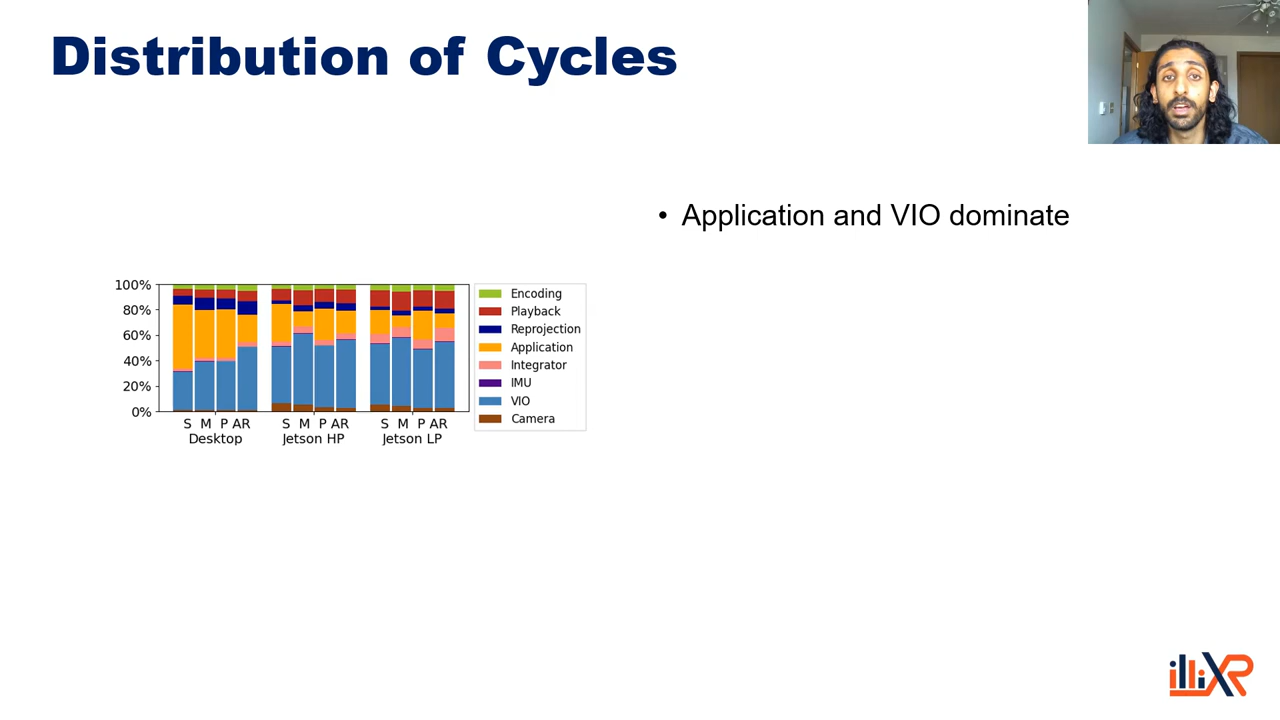 Distribution of Cycles
• Application and VIO dominate
100%
80%
60%
40%
20%
0%
S M P AR
Desktop
S M P AR
Jetson HP
S M P AR
Jetson LP
Encoding
Playback
Reprojection
Application
Integrator
IMU
VIO
Camera
illiXR